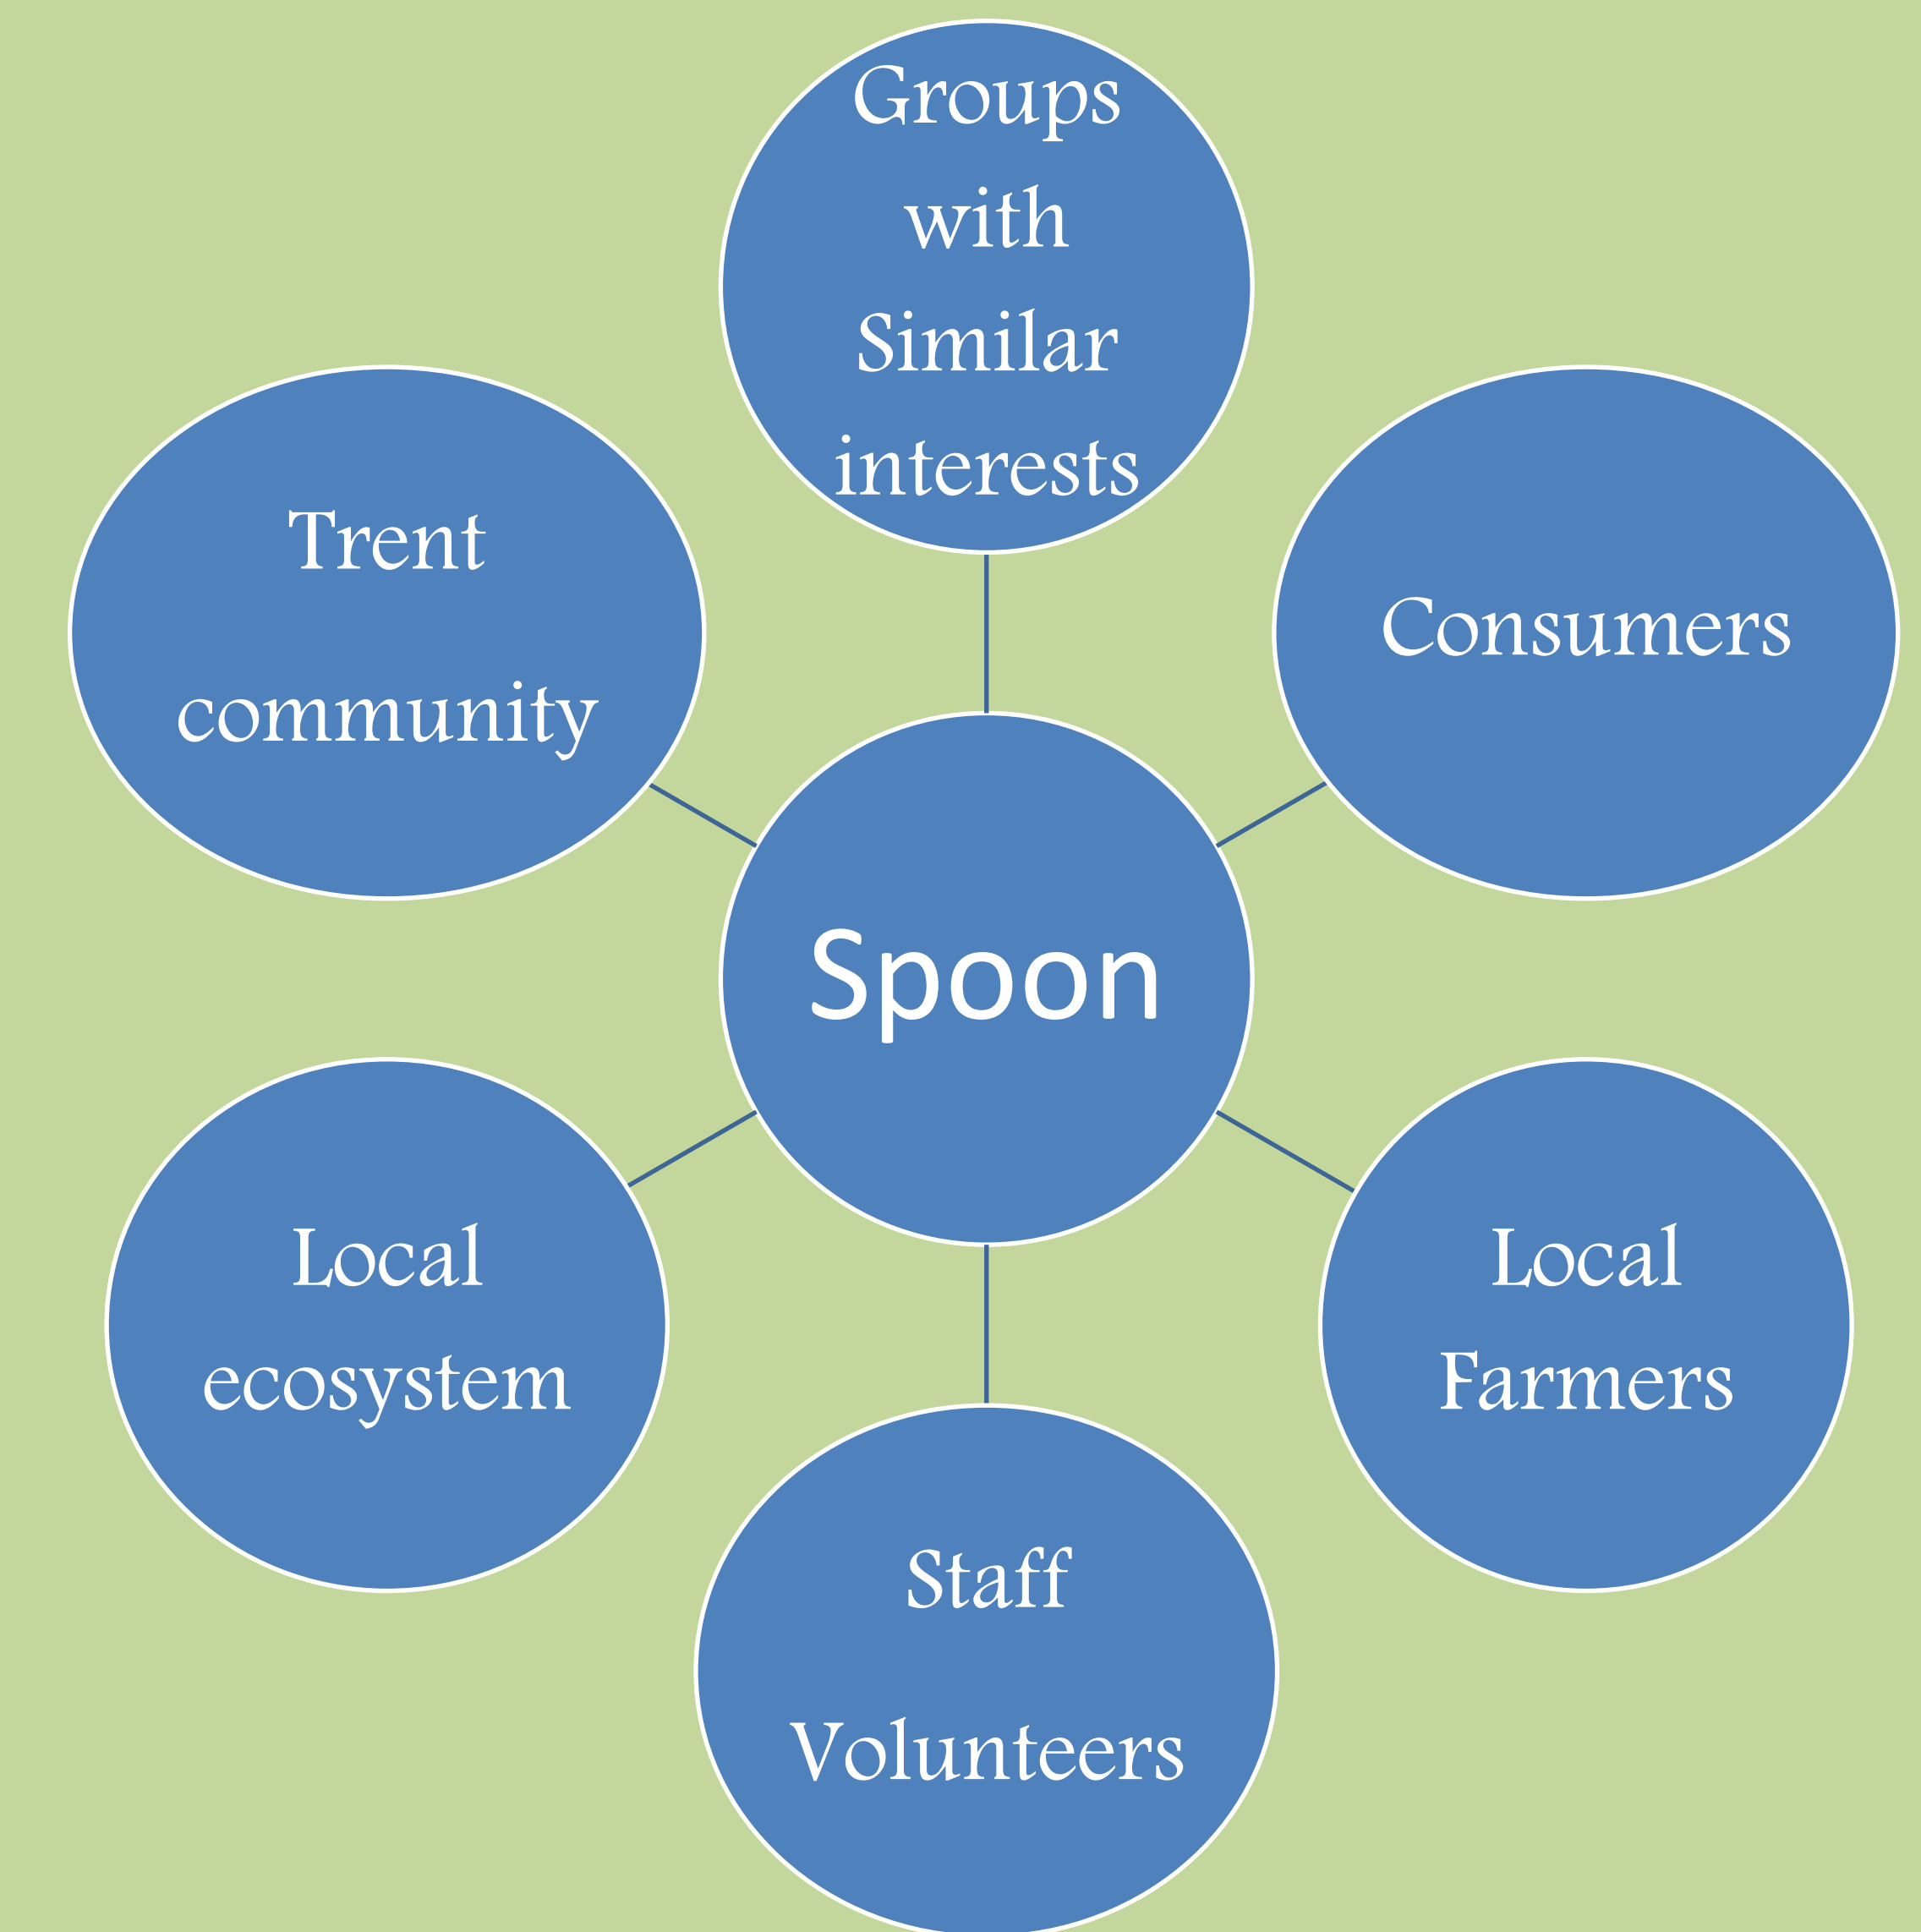 Groups
with
Similar
interests
Trent
community
Consumers
Spoon
Local
ecosystem
Local
Farmers
Staff
Volunteers